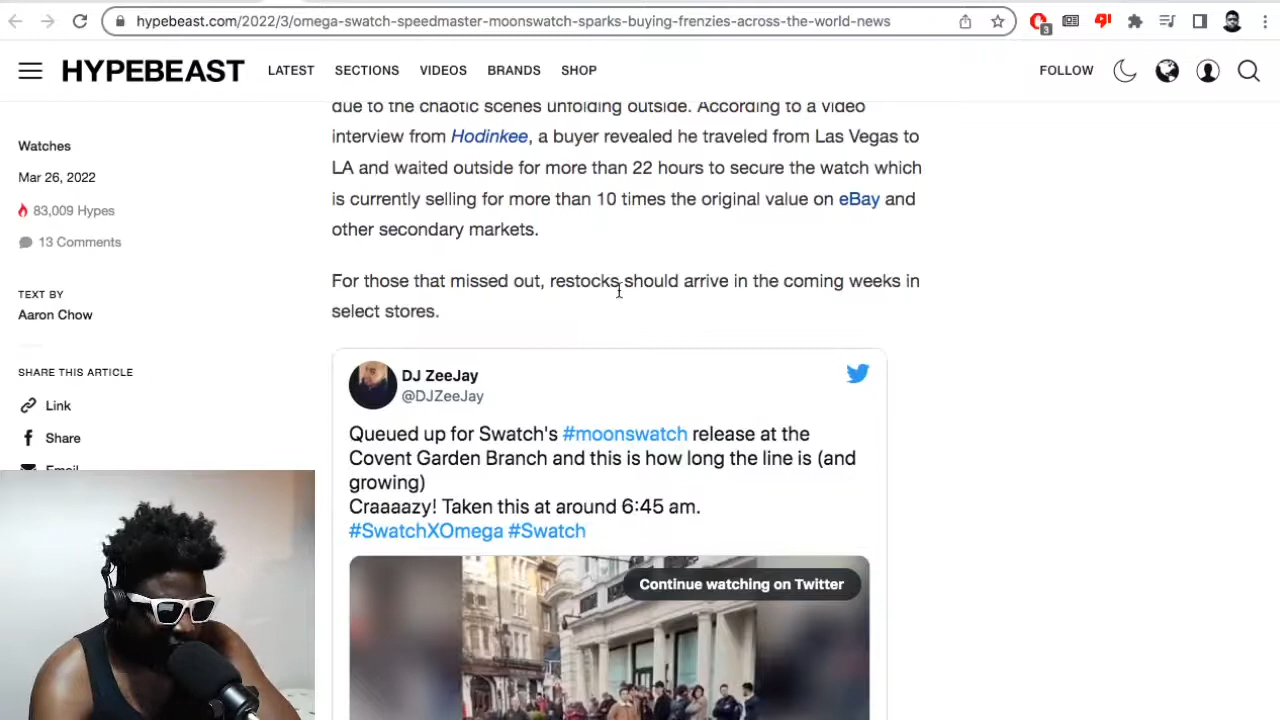 hypebeast.com/2022/3/omega-swatch-speedmaster-moonswatch-sparks-buying-frenzies-across-the-world-news
3
HYPEBEAST
LATEST SECTIONS VIDEOS BRANDS SHOP
FOLLOW
Watches
Mar 26, 2022
83,009 Hypes
13 Comments
TEXT BY
Aaron Chow
SHARE THIS ARTICLE
Link
Share
Email
due to the chaotic scenes unfolding outside. According to a video
interview from Hodinkee, a buyer revealed he traveled from Las Vegas to
LA and waited outside for more than 22 hours to secure the watch which
is currently selling for more than 10 times the original value on eBay and
other secondary markets.
For those that missed out, restocks should arrive in the coming weeks in
select stores.
DJ ZeeJay
@DJZeeJay
Queued up for Swatch's #moonswatch release at the
Covent Garden Branch and this is how long the line is (and
growing)
Craaaazy! Taken this at around 6:45 am.
#SwatchXOmega #Swatch
Continue watching on Twitter